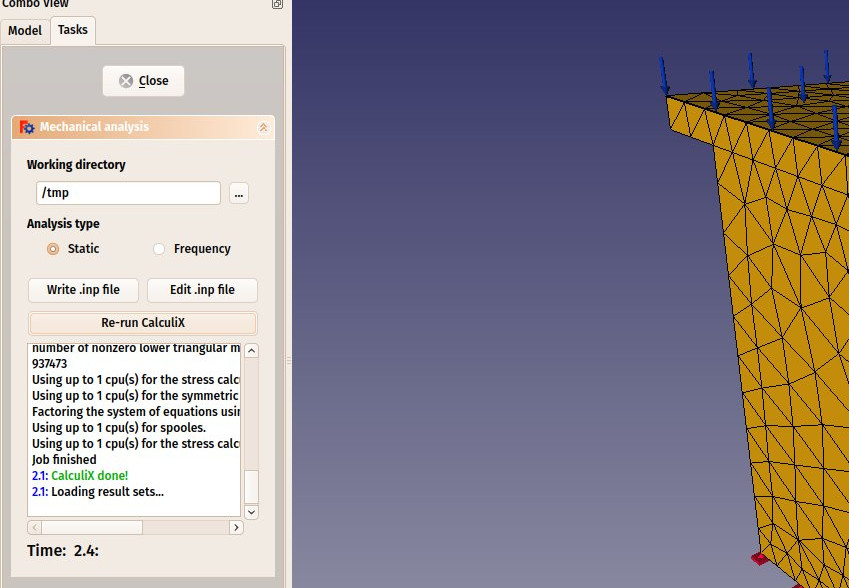 Combo View
Model
Tasks
Close
Mechanical analysis
Working directory
/tmp
...
Analysis type
Static
Frequency
Write .inp file
Edit .inp file
Re-run CalculiX
number of nonzero lower triangular m
937473
Using up to 1 cpu(s) for the stress calc
Using up to 1 cpu(s) for the symmetric
Factoring the system of equations usin
Using up to 1 cpu(s) for spooles.
Using up to 1 cpu(s) for the stress calc
Job finished
2.1: CalculiX done!
2.1: Loading result sets...
Time: 2.4: